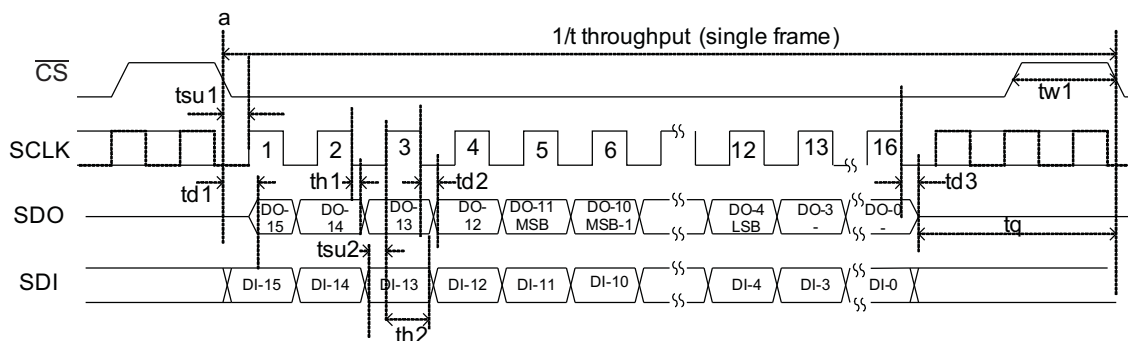 a
1/t throughput (single frame)
CS
tw1
tsu1
SCLK
1 2 3 4 5 6 12 13 16
td1 th1 td2 td3
SDO
DO-15 DO-14 DO-13 DO-12 DO-11 MSB DO-10 MSB-1 DO-4 LSB DO-3 - DO-0 -
tsu2
tq
SDI
DI-15 DI-14 DI-13 DI-12 DI-11 DI-10 DI-4 DI-3 DI-0
th2